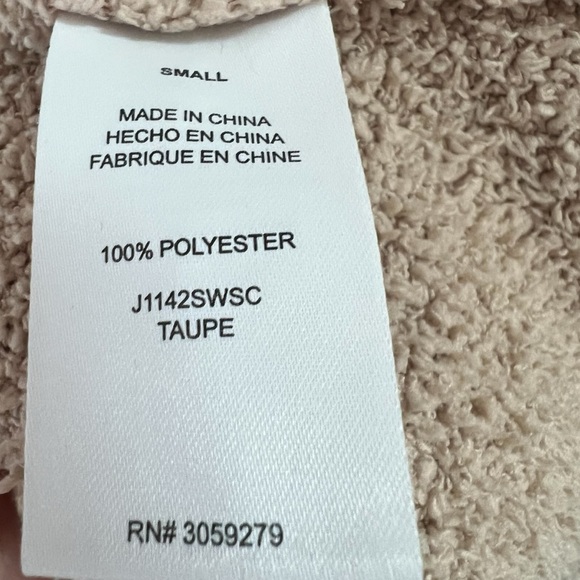 SMALL
MADE IN CHINA
HECHO EN CHINA
FABRIQUE EN CHINE
100% POLYESTER
J1142SWSC
TAUPE
RN# 3059279